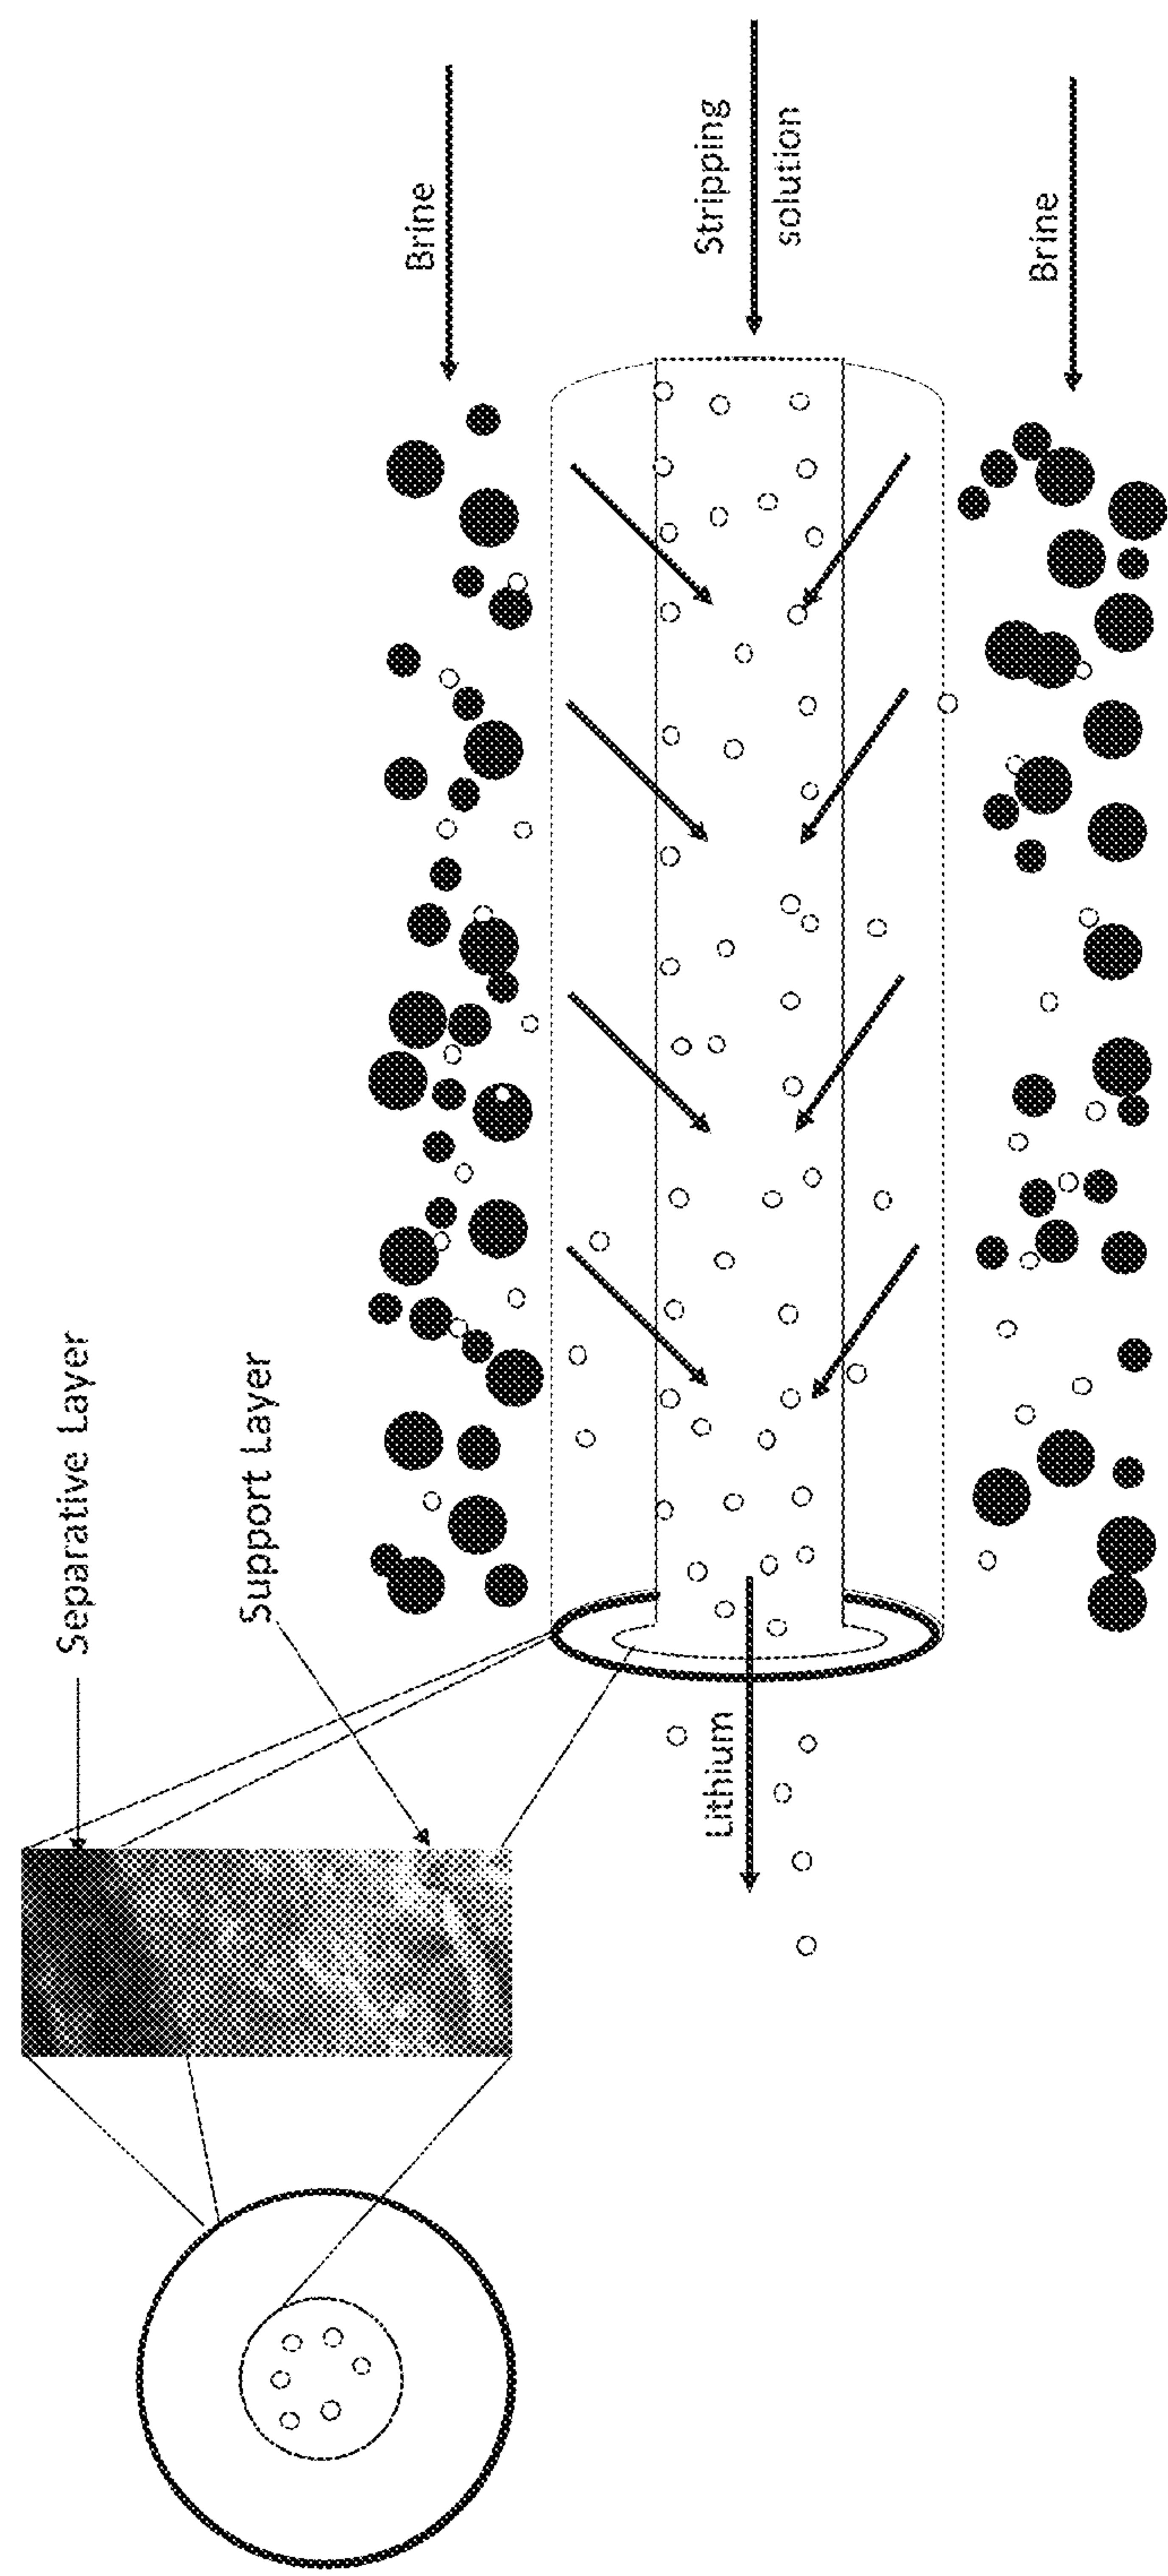 Separative Layer
Support Layer
Brine
Stripping
solution
Brine
Lithium